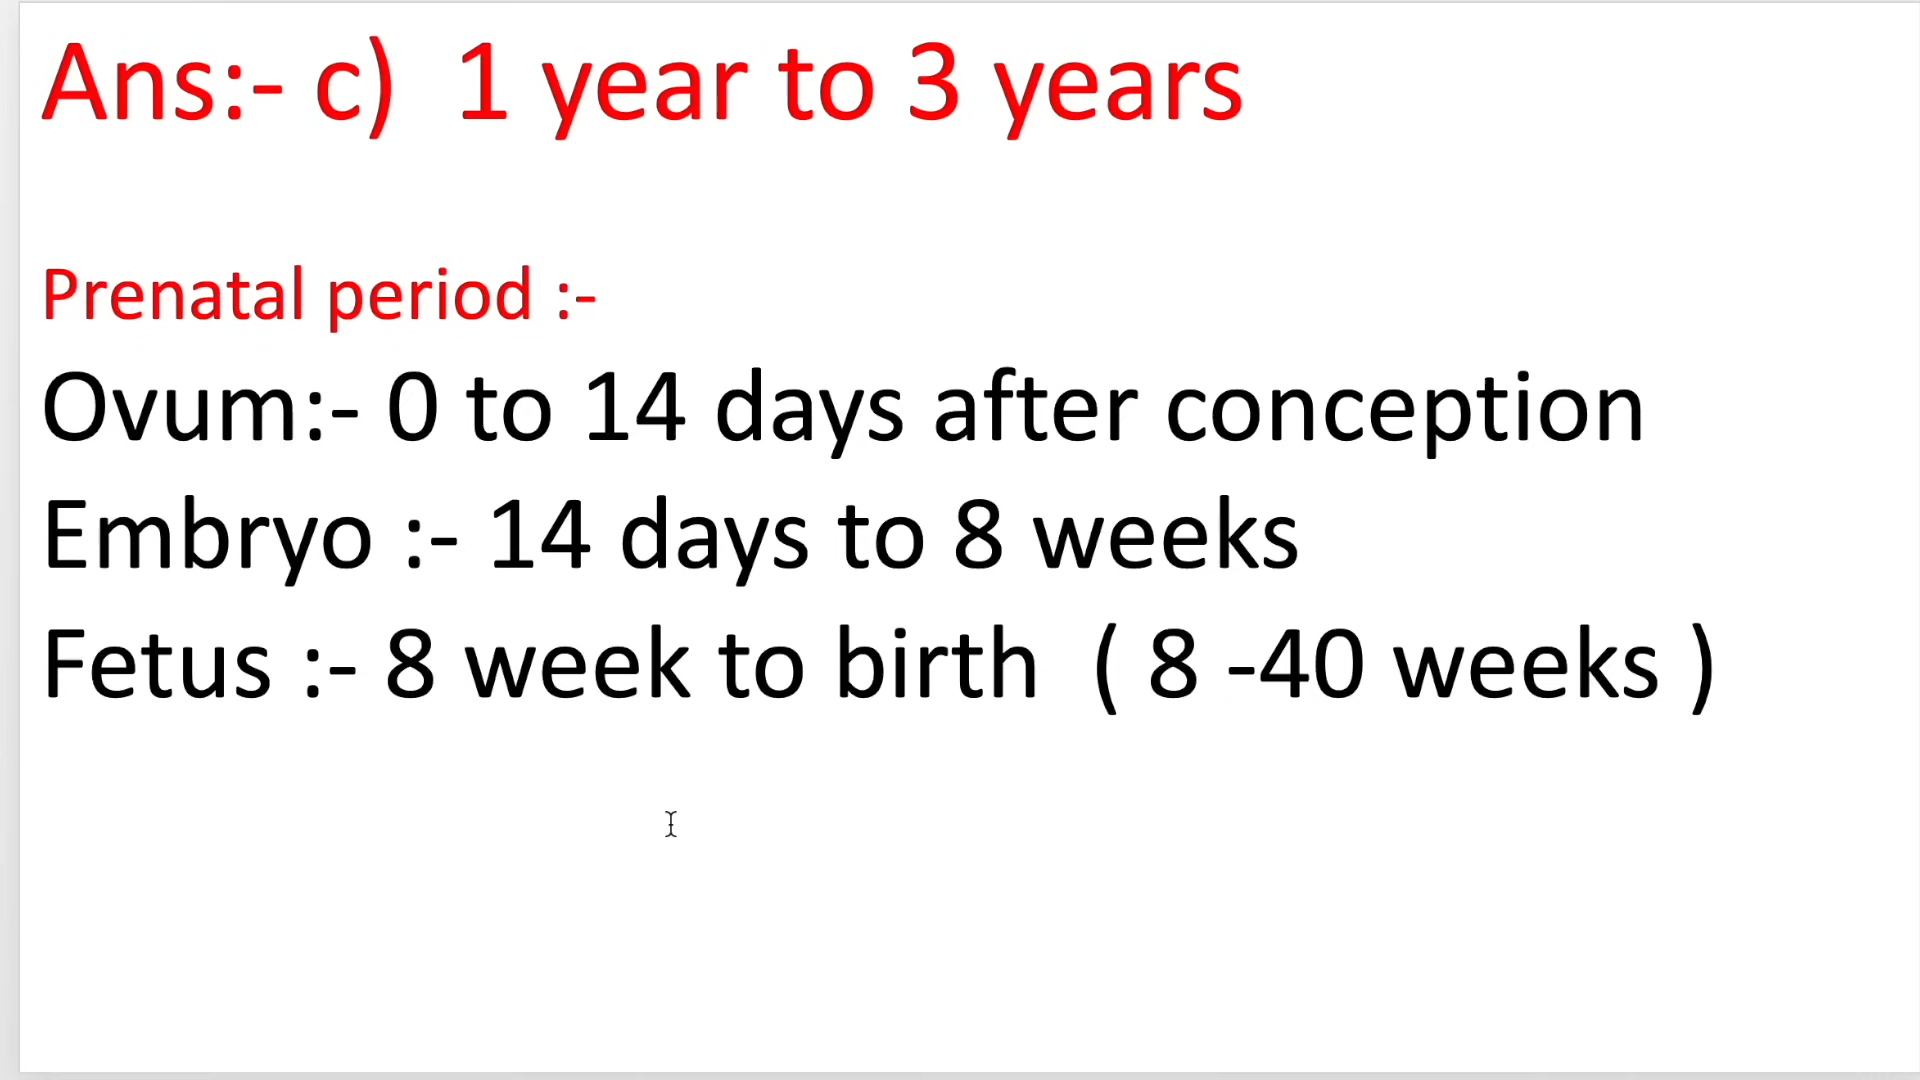 Ans:- c) 1 year to 3 years
Prenatal period :-
Ovum:- 0 to 14 days after conception
Embryo :- 14 days to 8 weeks
Fetus :- 8 week to birth ( 8 -40 weeks )